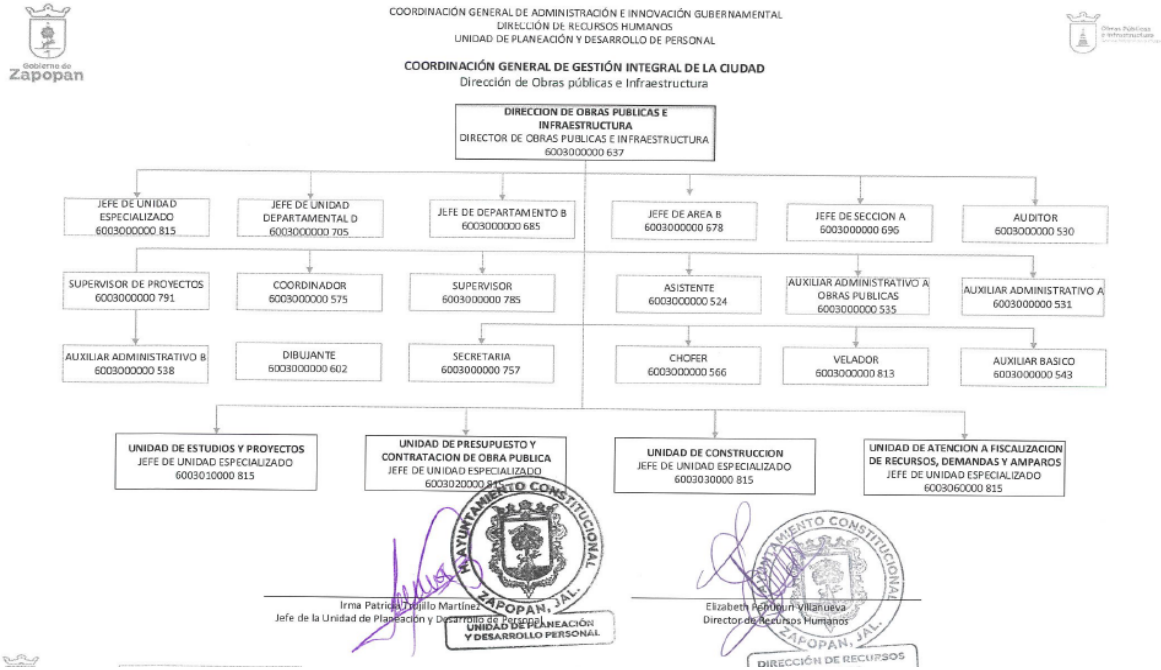 COORDINACIÓN GENERAL DE ADMINISTRACIÓN E INNOVACIÓN GUBERNAMENTAL
DIRECCIÓN DE RECURSOS HUMANOS
UNIDAD DE PLANEACIÓN Y DESARROLLO DE PERSONAL
Gobierno de
Zapopan
Obras Públicas
e Infraestructura
COORDINACIÓN GENERAL DE GESTIÓN INTEGRAL DE LA CIUDAD
Dirección de Obras públicas e Infraestructura
DIRECCION DE OBRAS PUBLICAS E
INFRAESTRUCTURA
DIRECTOR DE OBRAS PUBLICAS E INFRAESTRUCTURA
6003000000 637
JEFE DE UNIDAD
ESPECIALIZADO
6003000000 815
JEFE DE UNIDAD
DEPARTAMENTAL D
6003000000 705
JEFE DE DEPARTAMENTO B
6003000000 685
JEFE DE AREA B
6003000000 678
JEFE DE SECCION A
6003000000 696
AUDITOR
6003000000 530
SUPERVISOR DE PROYECTOS
6003000000 791
COORDINADOR
6003000000 575
SUPERVISOR
6003000000 785
ASISTENTE
6003000000 524
AUXILIAR ADMINISTRATIVO A
OBRAS PUBLICAS
6003000000 535
AUXILIAR ADMINISTRATIVO A
6003000000 531
AUXILIAR ADMINISTRATIVO B
6003000000 538
DIBUJANTE
6003000000 602
SECRETARIA
6003000000 757
CHOFER
6003000000 566
VELADOR
6003000000 813
AUXILIAR BASICO
6003000000 543
UNIDAD DE ESTUDIOS Y PROYECTOS
JEFE DE UNIDAD ESPECIALIZADO
6003010000 815
UNIDAD DE PRESUPUESTO Y
CONTRATACION DE OBRA PUBLICA
JEFE DE UNIDAD ESPECIALIZADO
6003020000 815
UNIDAD DE CONSTRUCCION
JEFE DE UNIDAD ESPECIALIZADO
6003030000 815
UNIDAD DE ATENCION A FISCALIZACION
DE RECURSOS, DEMANDAS Y AMPAROS
JEFE DE UNIDAD ESPECIALIZADO
6003060000 815
H. AYUNTAMIENTO CONSTITUCIONAL
ZAPOPAN, JAL.
UNIDAD DE PLANEACIÓN
Y DESARROLLO PERSONAL
Irma Patricia Trujillo Martínez
Jefe de la Unidad de Planeación y Desarrollo de Personal
AYUNTAMIENTO CONSTITUCIONAL
ZAPOPAN, JAL.
DIRECCIÓN DE RECURSOS
Elizabeth Villanueva
Director de Recursos Humanos